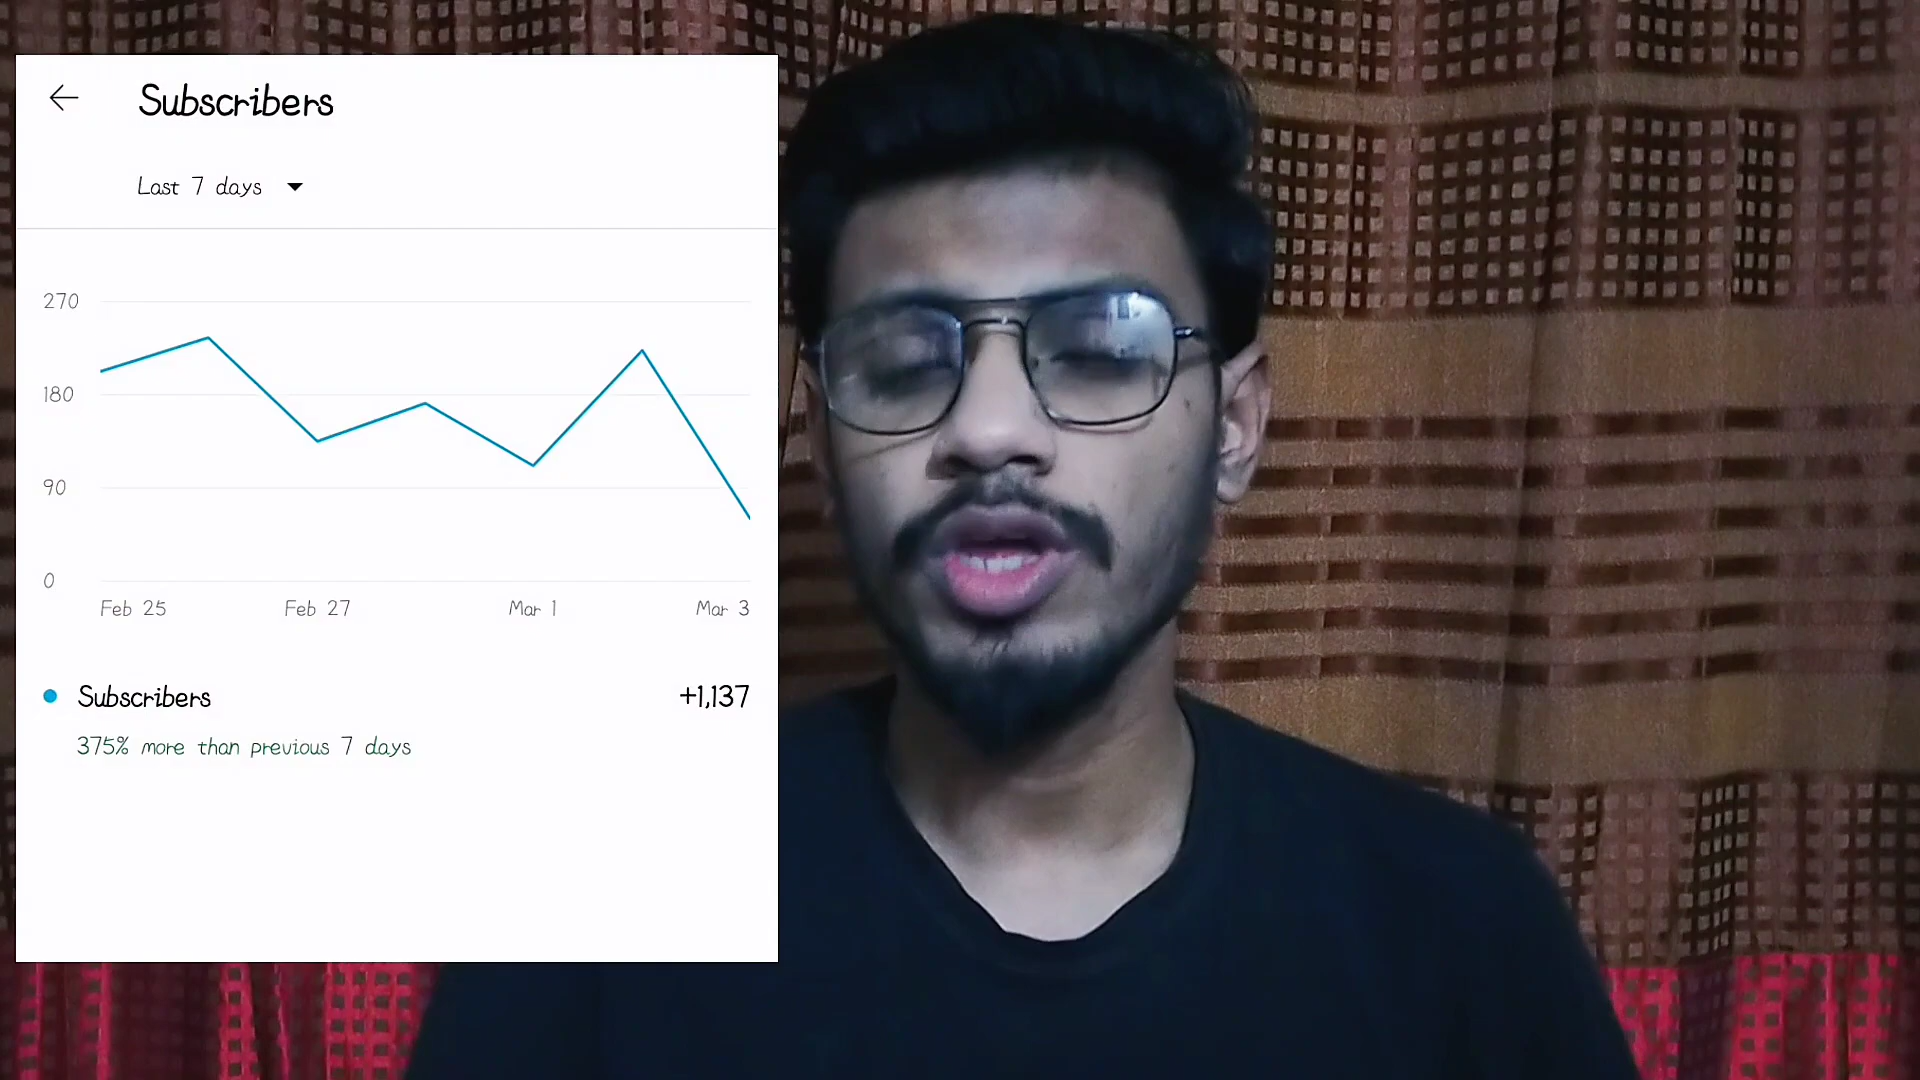 Subscribers
Last 7 days
270
180
90
0
Feb 25 Feb 27 Mar 1 Mar 3
Subscribers +1,137
375% more than previous 7 days